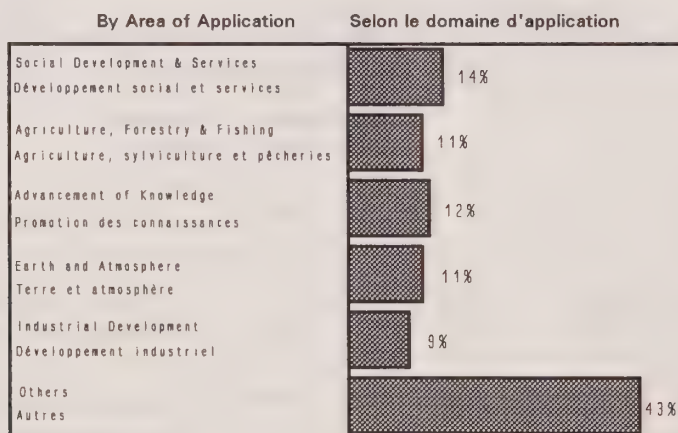 By Area of Application Selon le domaine d'application
Social Development & Services
Développement social et services
14%
Agriculture, Forestry & Fishing
Agriculture, sylviculture et pêcheries
11%
Advancement of Knowledge
Promotion des connaissances
12%
Earth and Atmosphere
Terre et atmosphère
11%
Industrial Development
Développement industriel
9%
Others
Autres
43%